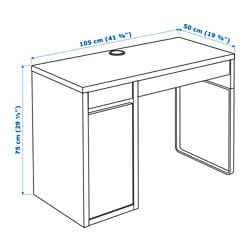 105 cm (41 ⅜")
50 cm (19 ⅝")
75 cm (29 ½")